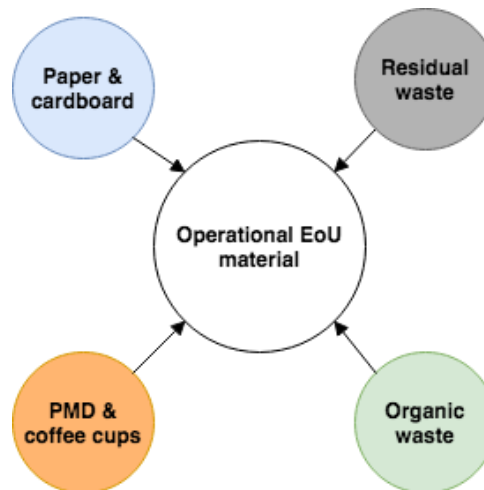 Paper &
cardboard
Residual
waste
Operational EoU
material
PMD &
coffee cups
Organic
waste